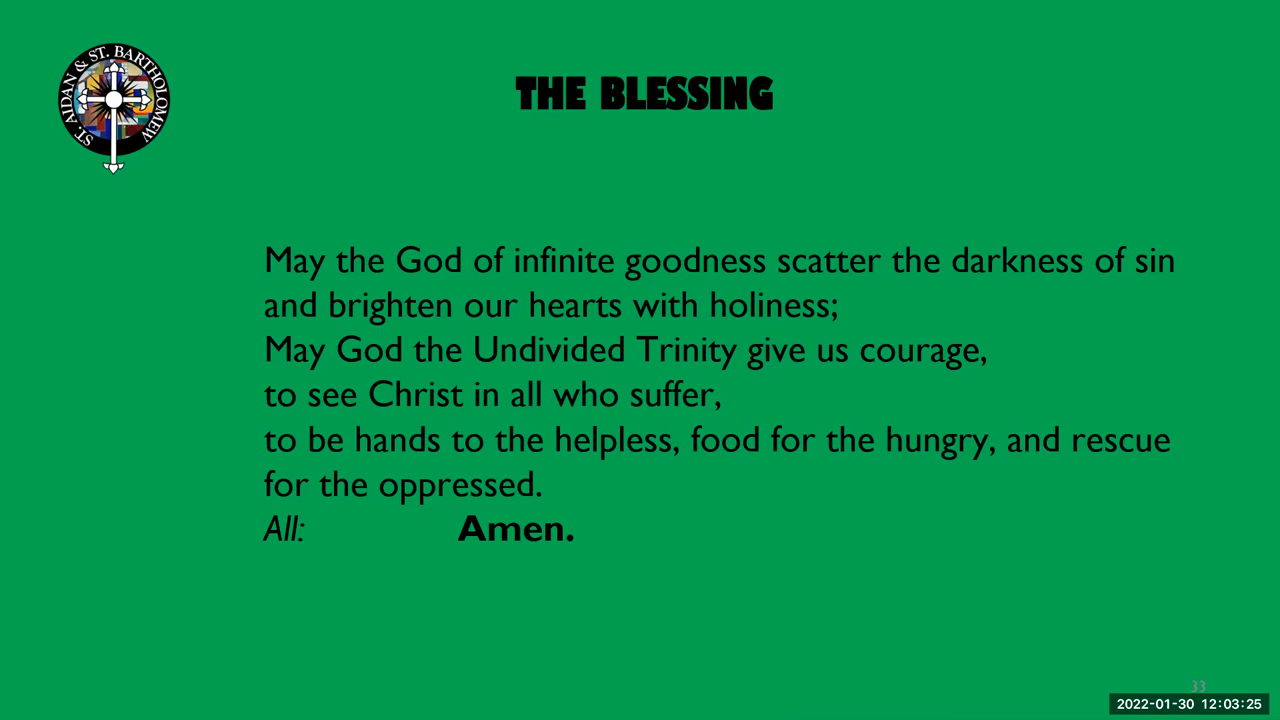 ST. AIDAN & ST. BARTHOLOMEW
THE BLESSING
May the God of infinite goodness scatter the darkness of sin
and brighten our hearts with holiness;
May God the Undivided Trinity give us courage,
to see Christ in all who suffer,
to be hands to the helpless, food for the hungry, and rescue
for the oppressed.
All: Amen.
33
2022-01-30 12:03:25